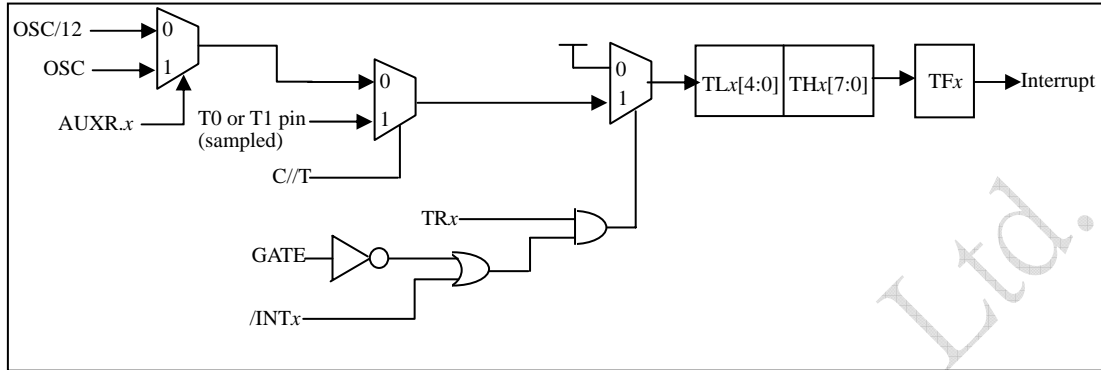 OSC/12
0
OSC
1
AUXR.x
0
T0 or T1 pin
(sampled)
1
C//T
0
1
TLx[4:0]
THx[7:0]
TFx
Interrupt
TRx
GATE
/INTx
Ltd.